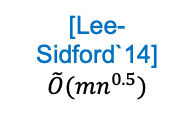 [Lee-
Sidford`14]
Õ(mn^0.5)